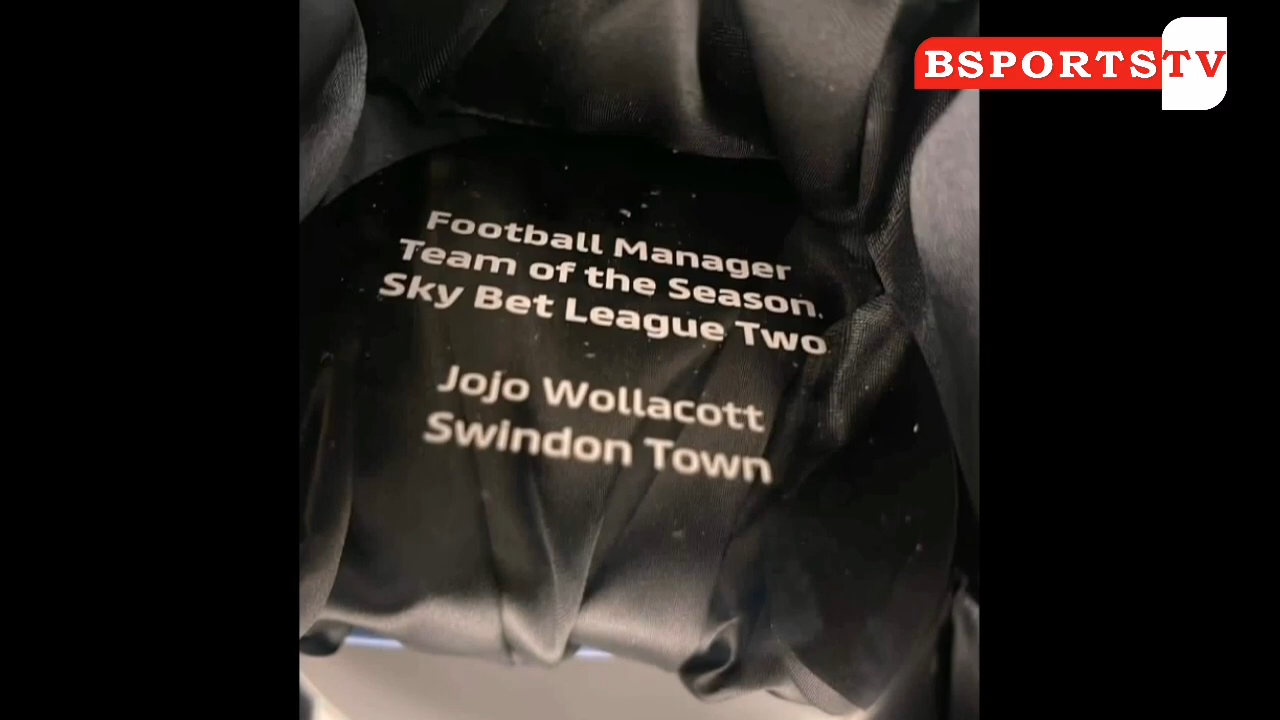 BSPORTSTV
Football Manager
Team of the Season.
Sky Bet League Two
Jojo Wollacott
Swindon Town